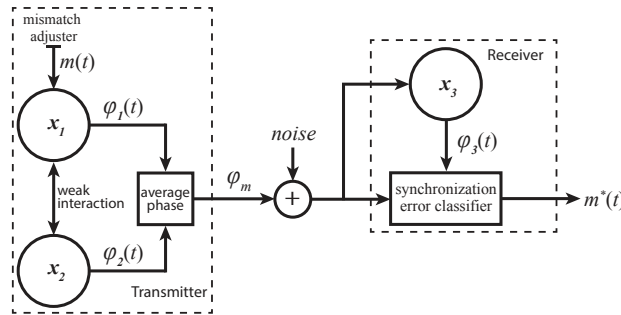 mismatch
adjuster
m(t)
x1
φ1(t)
weak
interaction
average
phase
x2
φ2(t)
Transmitter
φm
noise
+
Receiver
x3
φ3(t)
synchronization
error classifier
m*(t)